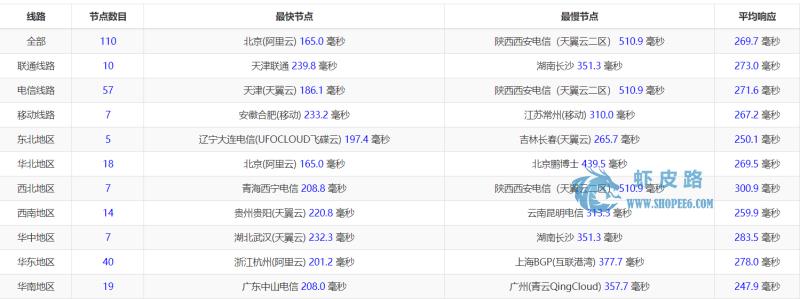 线路 节点数目 最快节点 最慢节点 平均响应
全部 110 北京(阿里云) 165.0 毫秒 陕西西安电信（天翼云二区） 510.9 毫秒 269.7 毫秒
联通线路 10 天津联通 239.8 毫秒 湖南长沙 351.3 毫秒 273.0 毫秒
电信线路 57 天津(天翼云) 186.1 毫秒 陕西西安电信（天翼云二区） 510.9 毫秒 271.6 毫秒
移动线路 7 安徽合肥(移动) 233.2 毫秒 江苏常州(移动) 310.0 毫秒 267.2 毫秒
东北地区 5 辽宁大连电信(UFOCLOUD飞碟云) 197.4 毫秒 吉林长春(天翼云) 265.7 毫秒 250.1 毫秒
华北地区 18 北京(阿里云) 165.0 毫秒 北京鹏博士 439.5 毫秒 269.5 毫秒
西北地区 7 青海西宁电信 208.8 毫秒 陕西西安电信（天翼云二区） 510.9 毫秒 300.9 毫秒
西南地区 14 贵州贵阳(天翼云) 220.8 毫秒 云南昆明电信 313.3 毫秒 259.9 毫秒
华中地区 7 湖北武汉(天翼云) 232.3 毫秒 湖南长沙 351.3 毫秒 283.5 毫秒
华东地区 40 浙江杭州(阿里云) 201.2 毫秒 上海BGP(互联港湾) 377.7 毫秒 278.0 毫秒
华南地区 19 广东中山电信 208.0 毫秒 广州(青云QingCloud) 357.7 毫秒 247.9 毫秒
虾皮路
WWW.SHOPEE6.COM